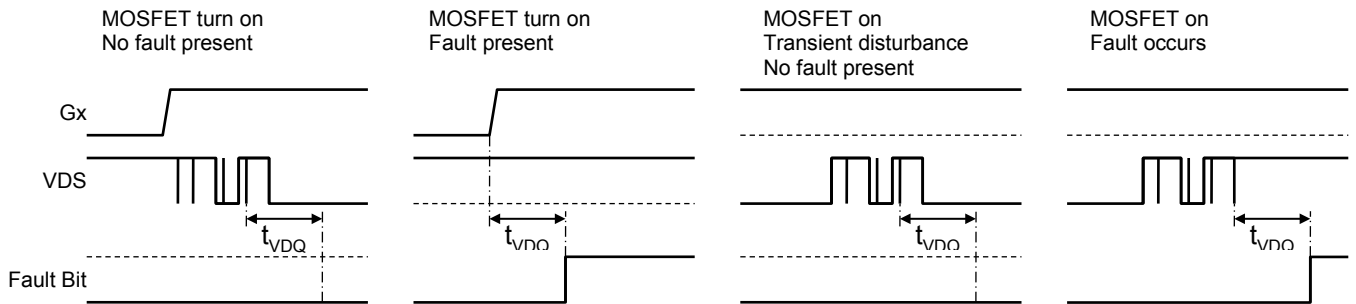 MOSFET turn on
No fault present
MOSFET turn on
Fault present
MOSFET on
Transient disturbance
No fault present
MOSFET on
Fault occurs
Gx
VDS
tVDQ
tVDQ
tVDQ
tVDQ
Fault Bit